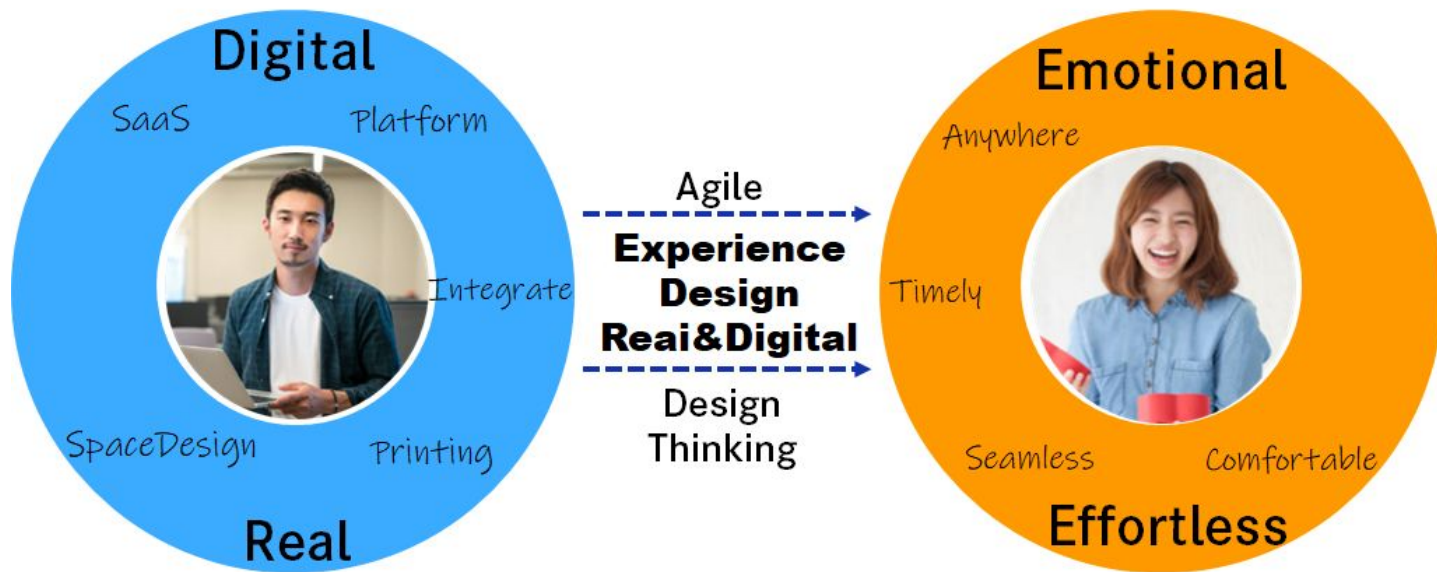 Digital
SaaS
Platform
Integrate
SpaceDesign
Printing
Real
Agile
Experience
Design
Reai&Digital
Design
Thinking
Emotional
Anywhere
Timely
Seamless
Comfortable
Effortless